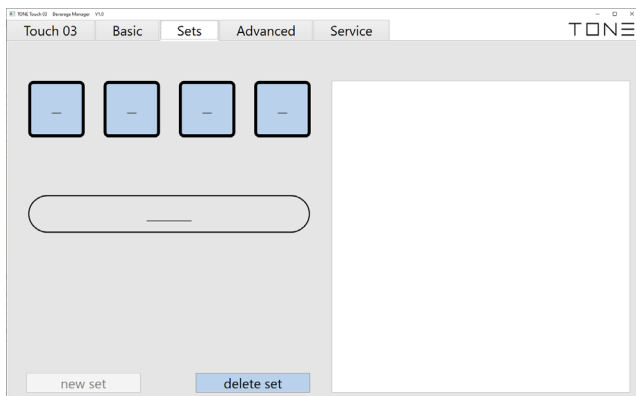 TONE Touch 03 Beverage Manager V1.0
Touch 03 Basic Sets Advanced Service TONE
new set delete set